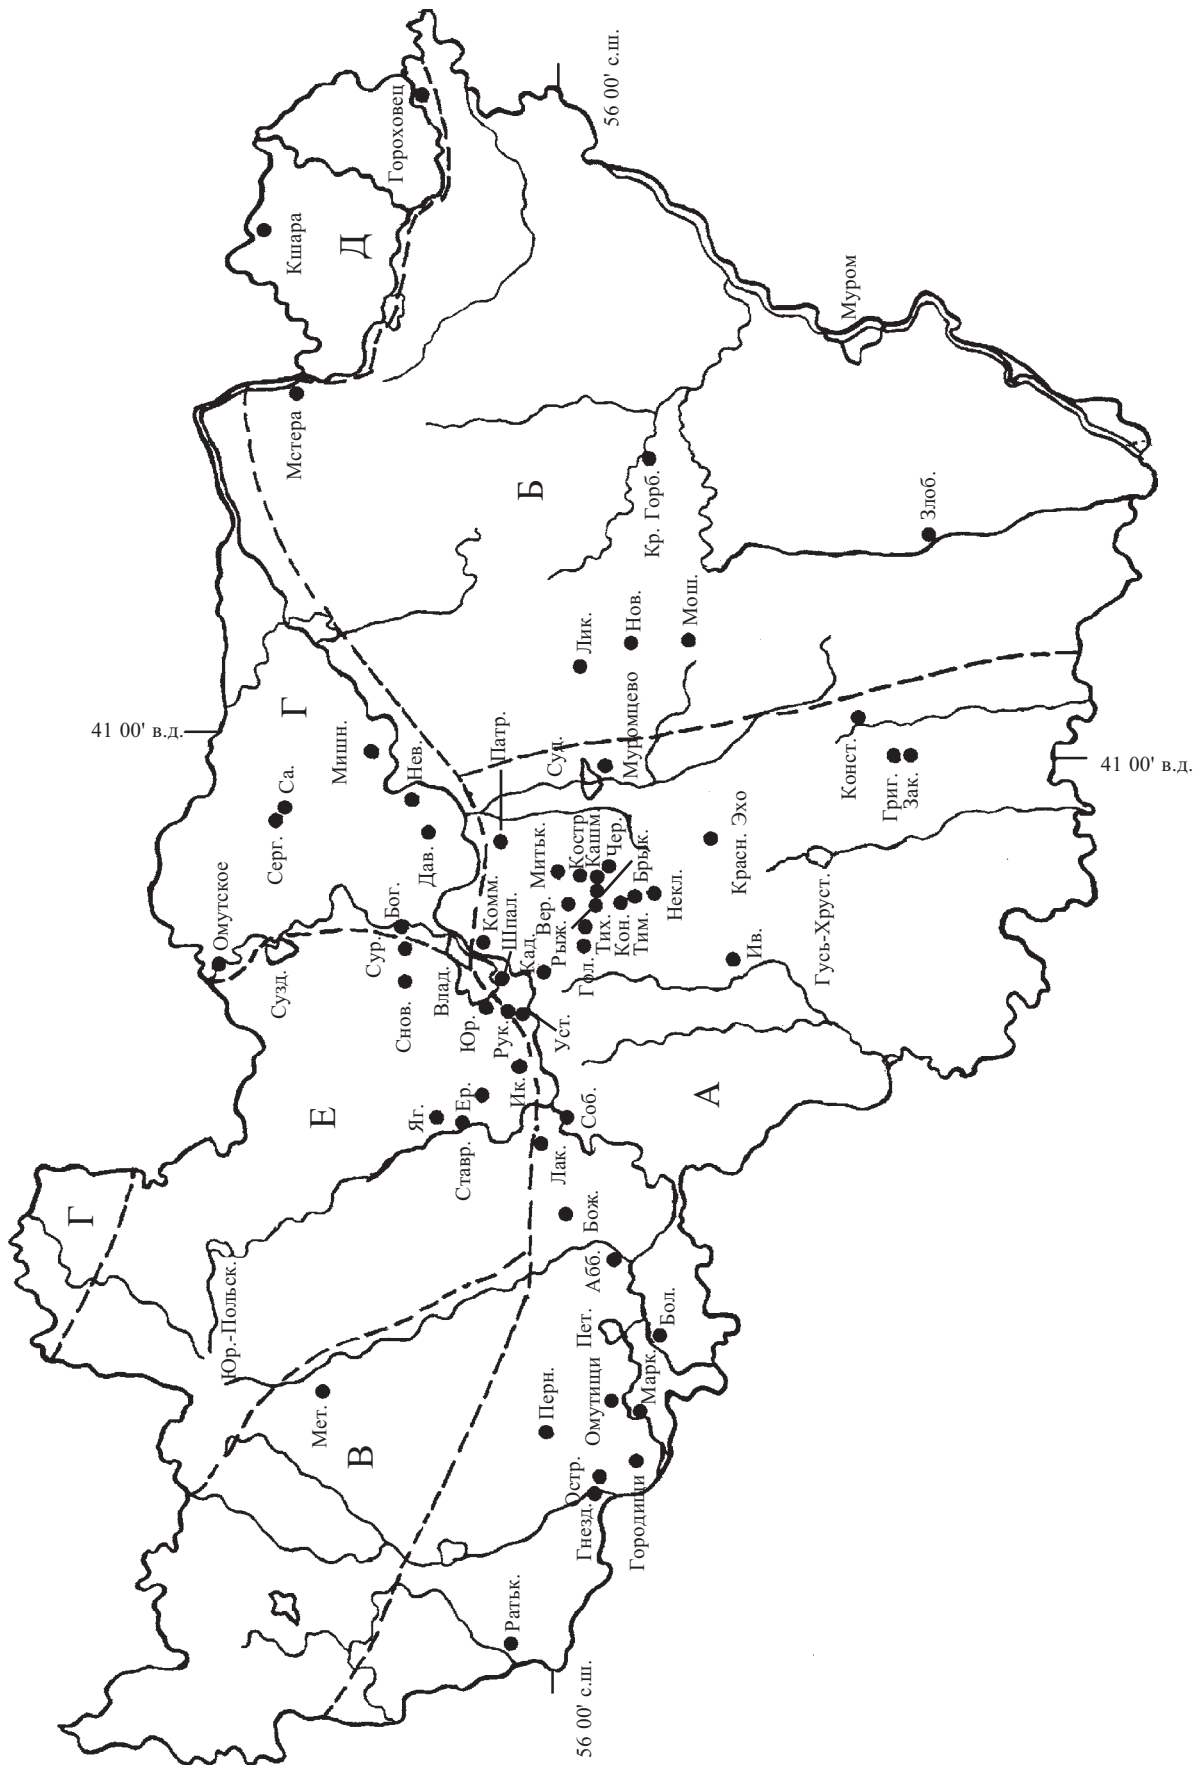 Гороховец
56 00' с.ш.
Кшара
Д
Муром
Мстера
Б
Кр. Горб.
Злоб.
Лик.
Нов.
Мош.
41 00' в.д.
Г
Мишн.
Нев.
Патр.
Суд.
Муромцево
Конст.
Григ.
Зак.
41 00' в.д.
Са.
Серг.
Омутское
Дав.
Митьк.
Костр.
Кашм.
Чер.
Брык.
Некл.
Красн. Эхо
Бог.
Сур.
Сузд.
Снов.
Влад.
Комм.
Шпал.
Кад.
Вер.
Рыж.
Гол.
Тих.
Кон.
Тим.
Ив.
Гусь-Хруст.
Юр.
Рук.
Уст.
Ик.
Ер.
Яг.
Ставр.
Соб.
А
Е
Лак.
Бож.
Абб.
Г
Юр.-Польск.
Пет.
Бол.
Мет.
Перн.
Омутищи
Марк.
В
Остр.
Гнезд.
Городищи
Ратьк.
56 00' с.ш.